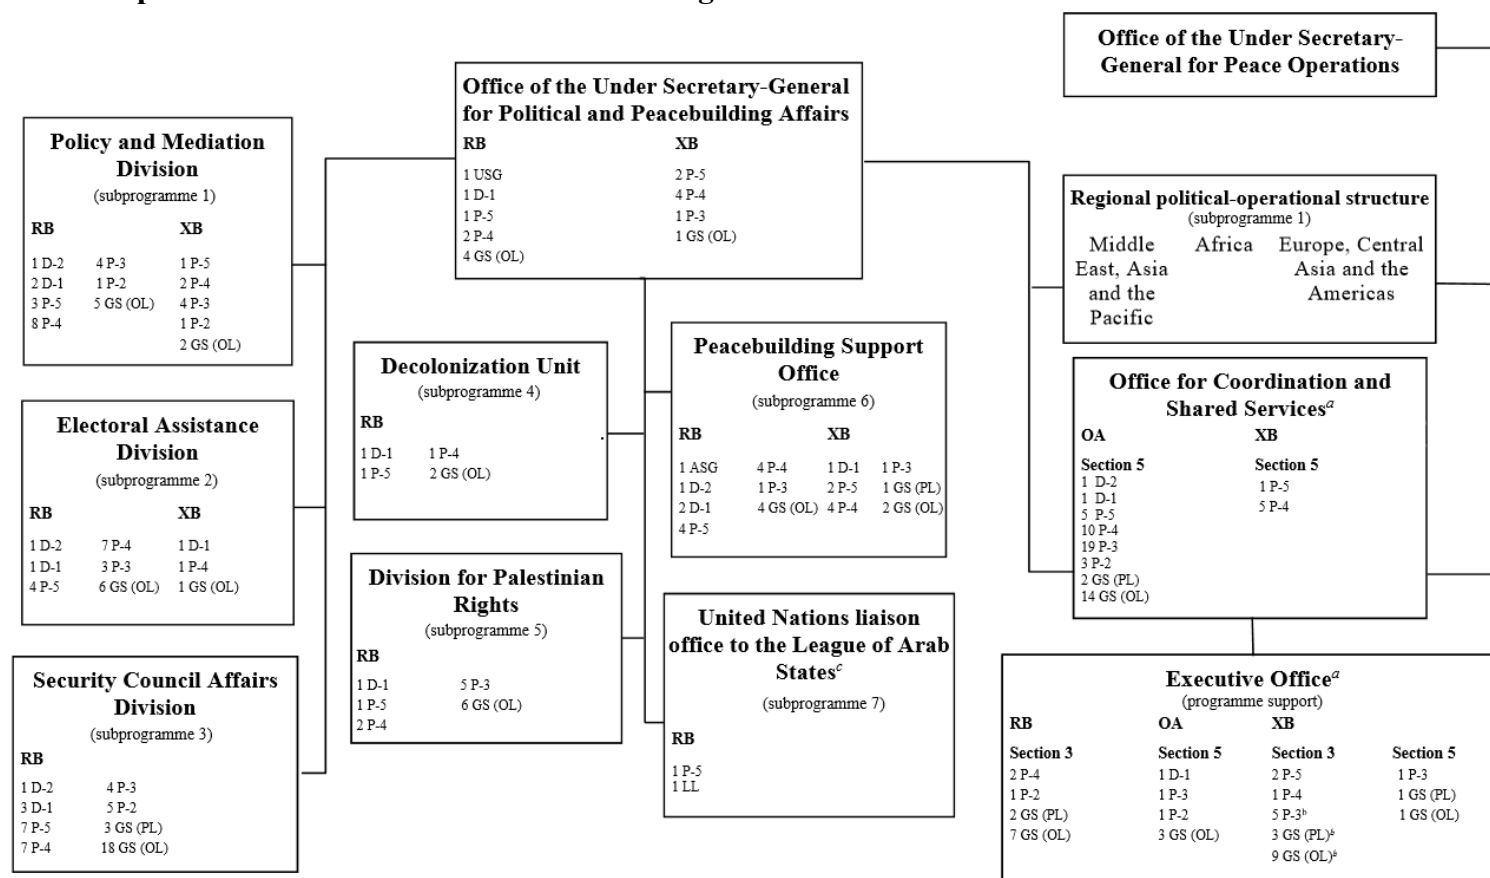 Office of the Under Secretary-
General for Peace Operations
Office of the Under Secretary-General
for Political and Peacebuilding Affairs
RB XB
1 USG 2 P-5
1 D-1 4 P-4
1 P-5 1 P-3
2 P-4 1 GS (OL)
4 GS (OL)
Policy and Mediation
Division
(subprogramme 1)
RB XB
1 D-2 4 P-3 1 P-5
2 D-1 1 P-2 2 P-4
3 P-5 5 GS (OL) 4 P-3
8 P-4 1 P-2
2 GS (OL)
Regional political-operational structure
(subprogramme 1)
Middle
East, Asia
and the
Pacific
Africa
Europe, Central
Asia and the
Americas
Decolonization Unit
(subprogramme 4)
RB
1 D-1 1 P-4
1 P-5 2 GS (OL)
Peacebuilding Support
Office
(subprogramme 6)
RB XB
1 ASG 4 P-4 1 D-1 1 P-3
1 D-2 1 P-3 2 P-5 1 GS (PL)
2 D-1 4 GS (OL) 4 P-4 2 GS (OL)
4 P-5
Office for Coordination and
Shared Servicesa
OA XB
Section 5 Section 5
1 D-2 1 P-5
1 D-1 5 P-4
5 P-5
10 P-4
19 P-3
3 P-2
2 GS (PL)
14 GS (OL)
Electoral Assistance
Division
(subprogramme 2)
RB XB
1 D-2 7 P-4 1 D-1
1 D-1 3 P-3 1 P-4
4 P-5 6 GS (OL) 1 GS (OL)
Division for Palestinian
Rights
(subprogramme 5)
RB
1 D-1 5 P-3
1 P-5 6 GS (OL)
2 P-4
United Nations liaison
office to the League of Arab
Statesc
(subprogramme 7)
RB
1 P-5
1 LL
Security Council Affairs
Division
(subprogramme 3)
RB
1 D-2 4 P-3
3 D-1 5 P-2
7 P-5 3 GS (PL)
7 P-4 18 GS (OL)
Executive Officea
(programme support)
RB OA XB
Section 3 Section 5 Section 3 Section 5
2 P-4 1 D-1 2 P-5 1 P-3
1 P-2 1 P-3 1 P-4 1 GS (PL)
2 GS (PL) 1 P-2 5 P-3b 1 GS (OL)
7 GS (OL) 3 GS (OL) 3 GS (PL)b
9 GS (OL)b